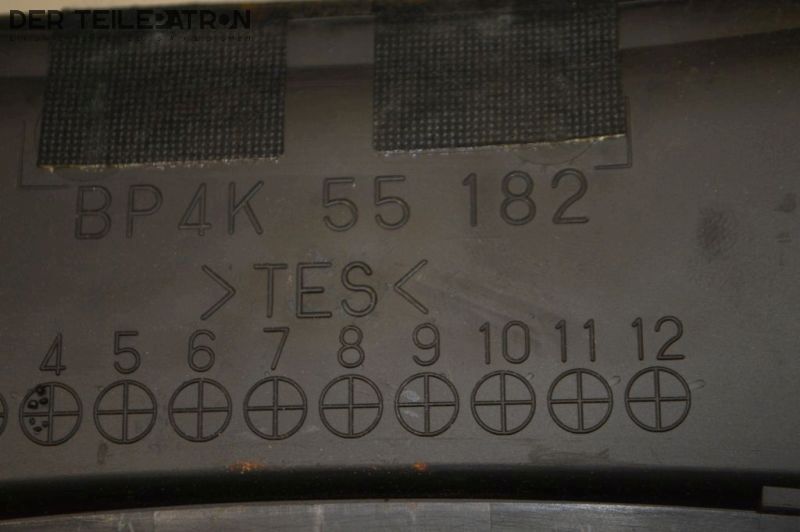 DER TEILEPATRON
BP4K 55 182
>TES<
4 5 6 7 8 9 10 11 12